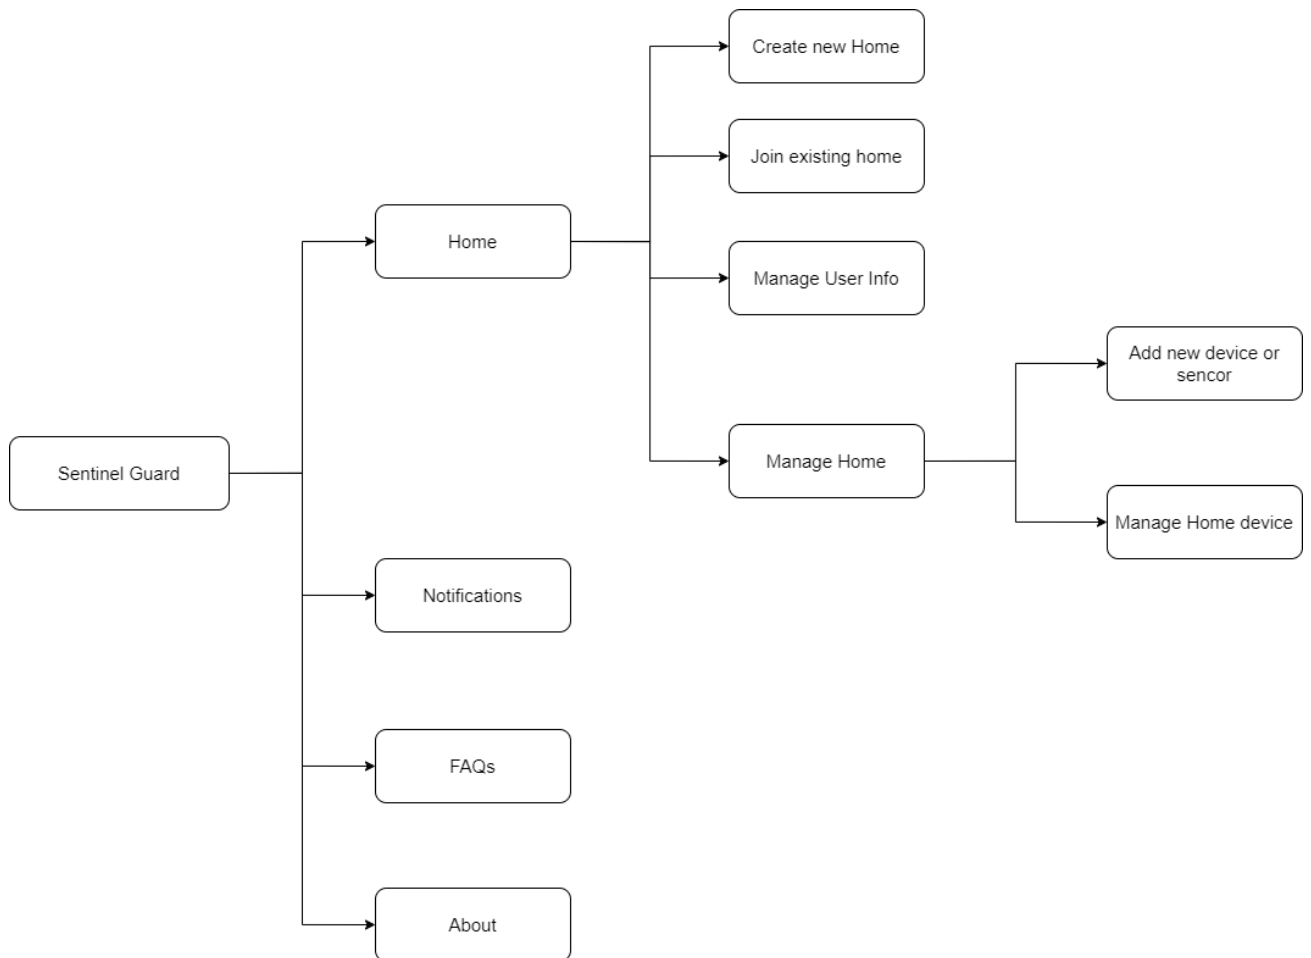 Create new Home
Join existing home
Home
Manage User Info
Add new device or
sencor
Manage Home
Sentinel Guard
Manage Home device
Notifications
FAQs
About